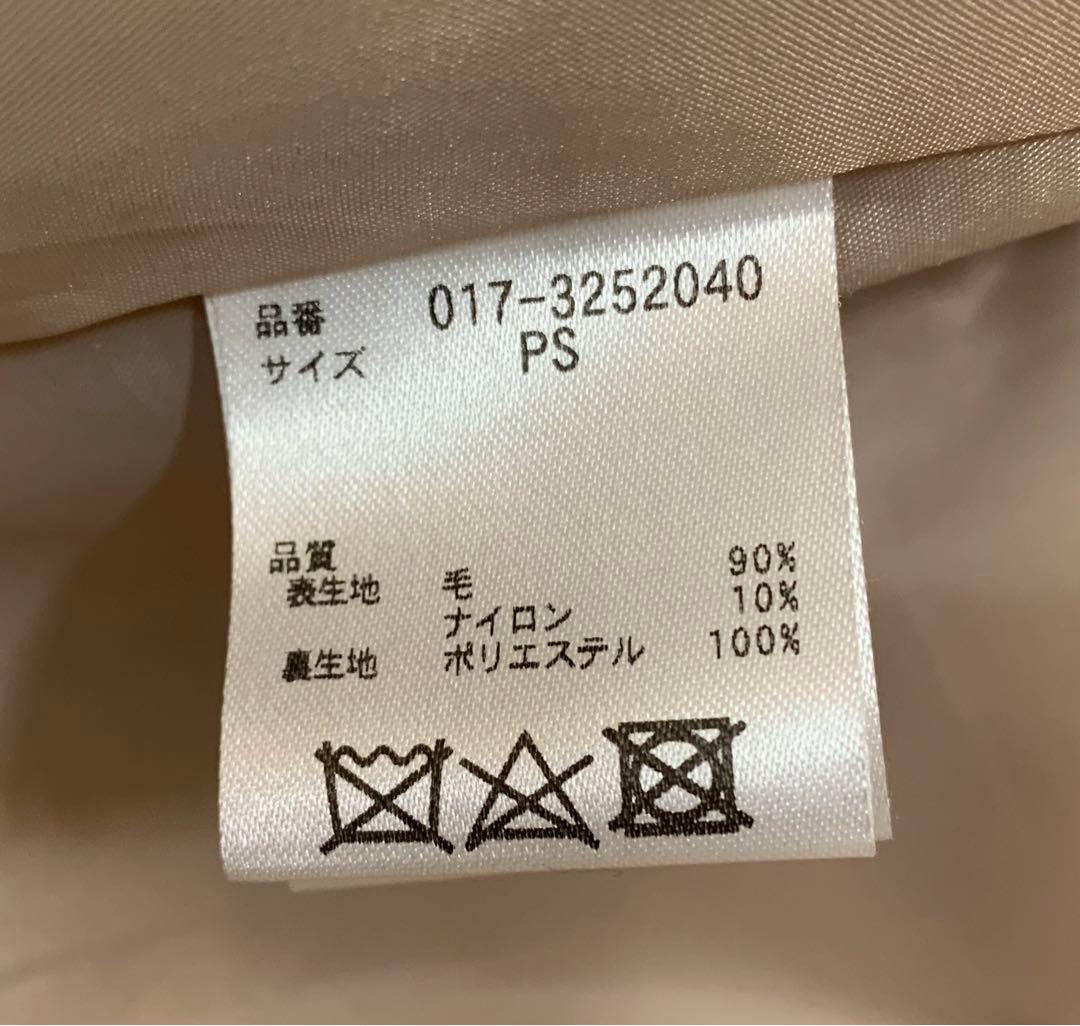 品番 017-3252040
サイズ PS
品質
表生地 毛 90%
ナイロン 10%
裏生地 ポリエステル 100%